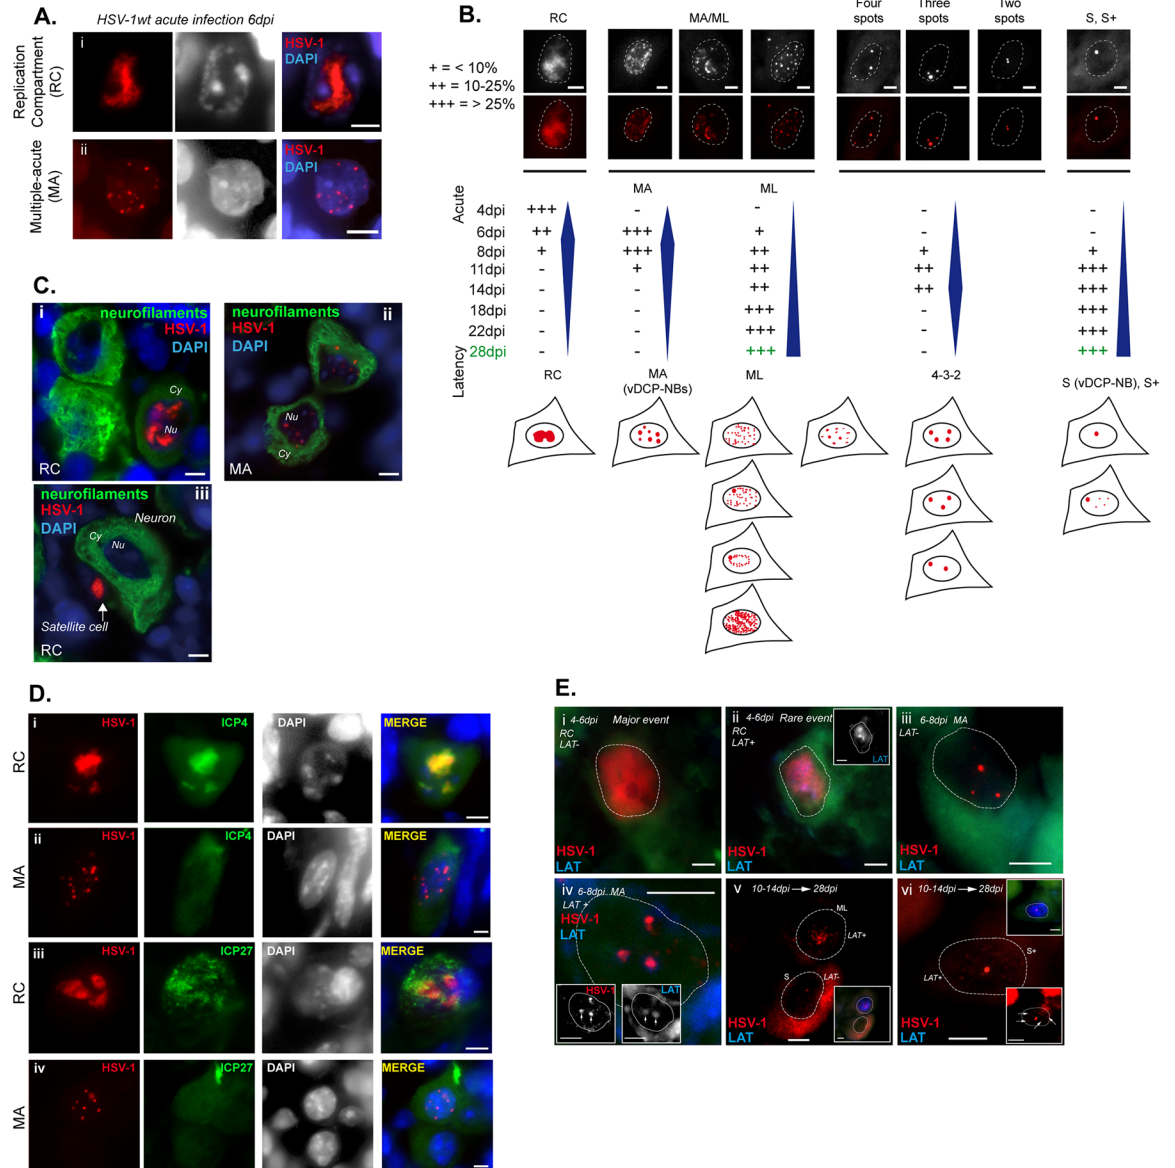 A.
HSV-1wt acute infection 6dpi
Replication
Compartment
(RC)
i
HSV-1
DAPI
Multiple-acute
(MA)
ii
HSV-1
DAPI
B.
RC
MA/ML
Four
spots
Three
spots
Two
spots
S, S+
+ = < 10%
++ = 10-25%
+++ = > 25%
MA
ML
Acute
4dpi +++ - - - -
6dpi ++ +++ + - -
8dpi + +++ ++ + +
11dpi - + ++ ++ +++
14dpi - - ++ ++ +++
18dpi - - +++ - +++
22dpi - - +++ - +++
28dpi - - +++ - +++
Latency
RC
MA
(vDCP-NBs)
ML
4-3-2
S (vDCP-NB), S+
C.
i
neurofilaments
HSV-1
DAPI
Cy
Nu
RC
ii
neurofilaments
HSV-1
DAPI
Nu
Cy
MA
iii
neurofilaments
HSV-1
DAPI
Neuron
Cy
Nu
Satellite cell
RC
D.
RC
i
HSV-1
ICP4
DAPI
MERGE
MA
ii
HSV-1
ICP4
DAPI
MERGE
RC
iii
HSV-1
ICP27
DAPI
MERGE
MA
iv
HSV-1
ICP27
DAPI
MERGE
E.
i 4-6dpi Major event
RC
LAT-
HSV-1
LAT
ii 4-6dpi Rare event
RC
LAT+
LAT
HSV-1
LAT
iii 6-8dpi MA
LAT-
HSV-1
LAT
iv 6-8dpi MA
LAT +
HSV-1
LAT
HSV-1
LAT
v 10-14dpi → 28dpi
ML
LAT+
S
LAT-
HSV-1
LAT
vi 10-14dpi → 28dpi
S+
LAT+
HSV-1
LAT